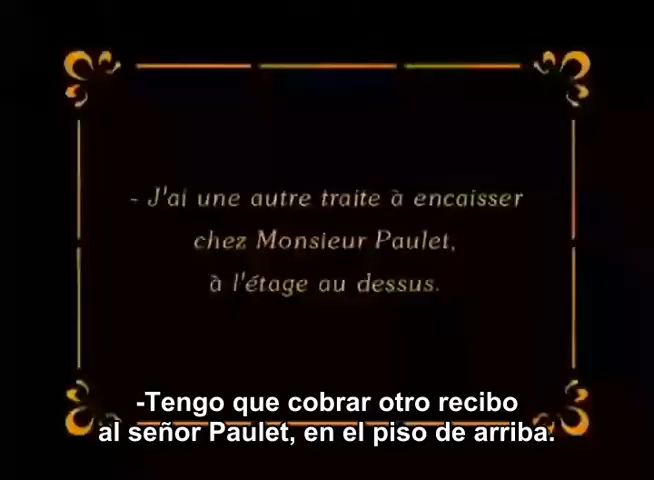 - J'ai une autre traite à encaisser
chez Monsieur Paulet,
à l'étage au dessus.
-Tengo que cobrar otro recibo
al señor Paulet, en el piso de arriba.